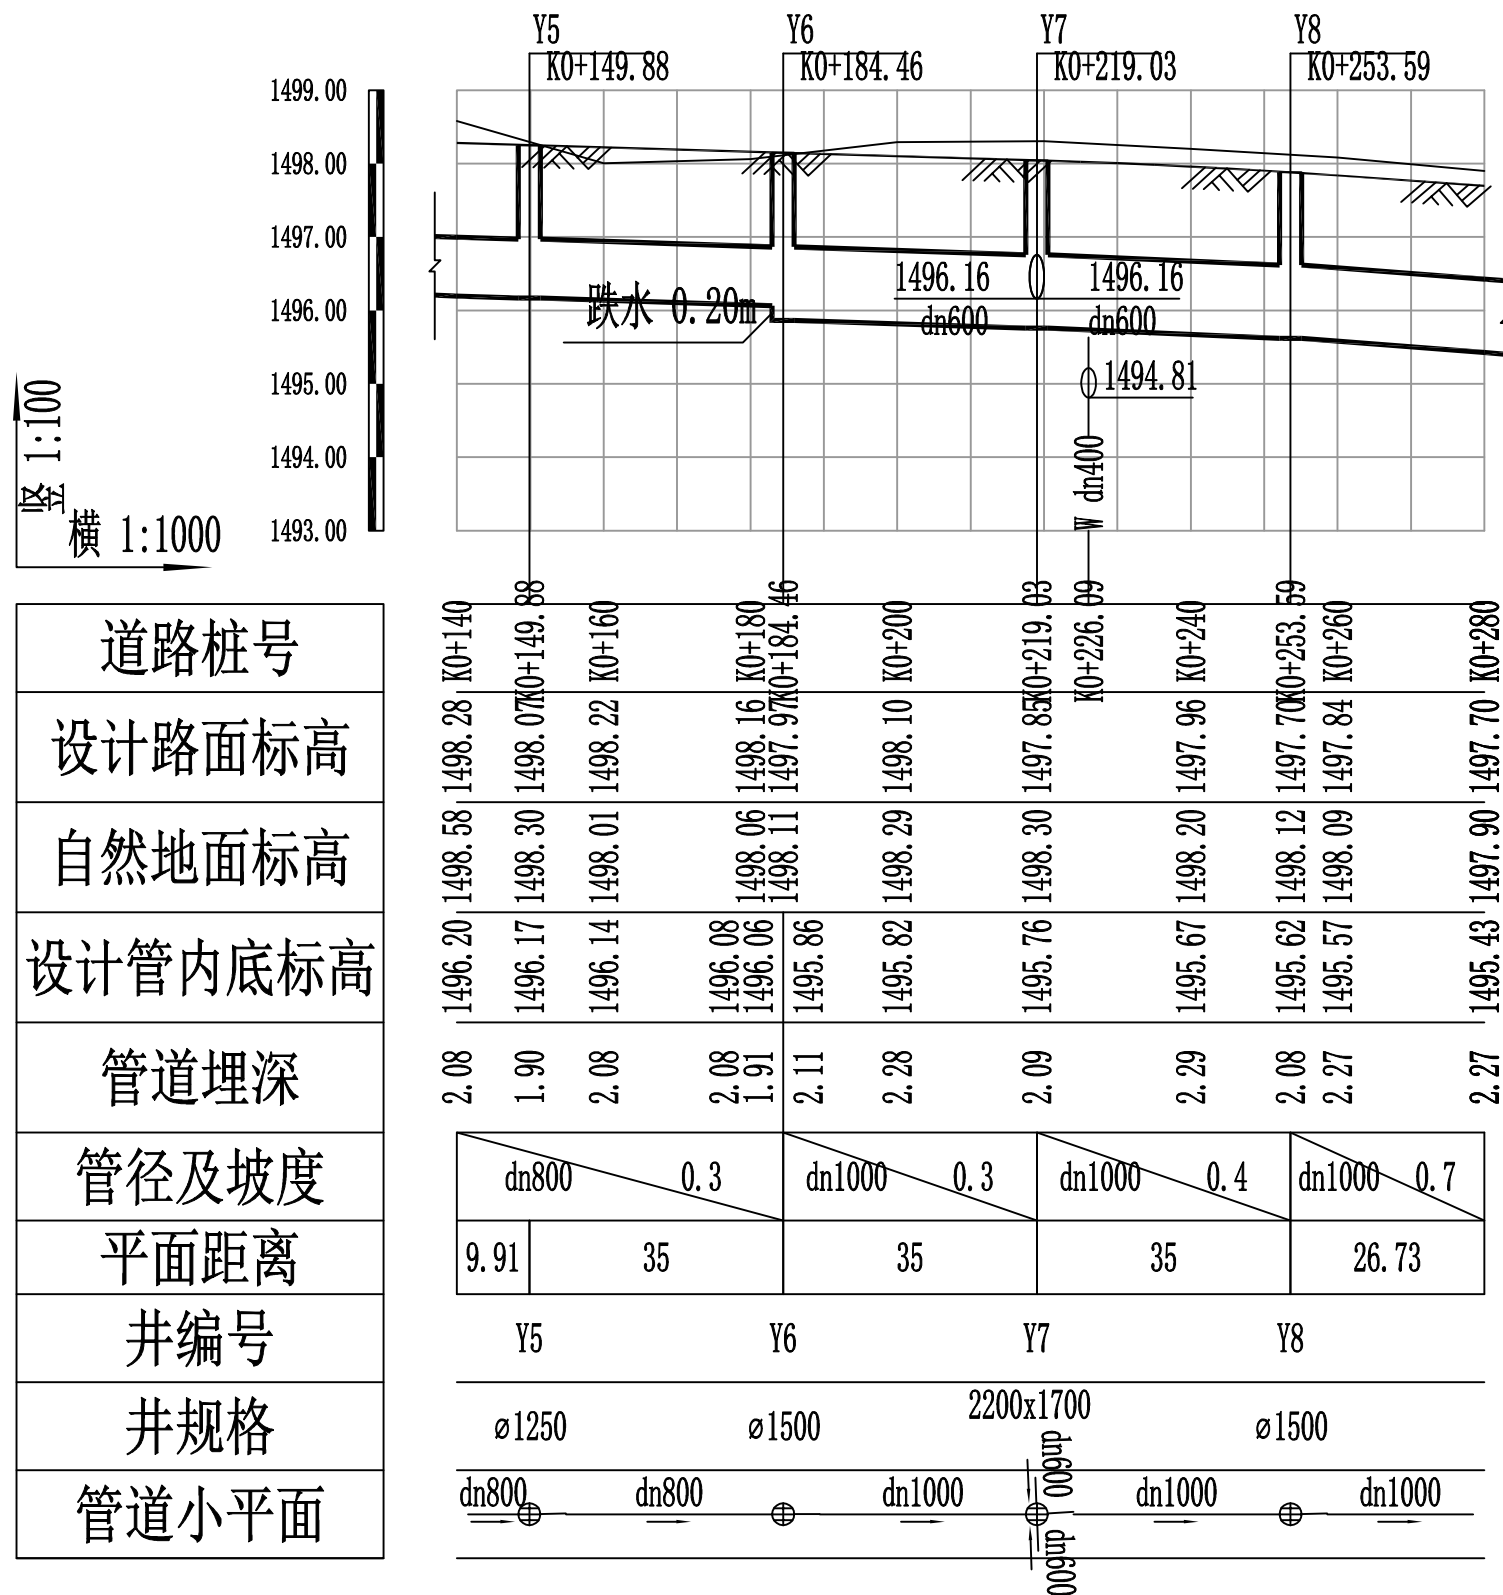 Y5 Y6 Y7 Y8
K0+149.88 K0+184.46 K0+219.03 K0+253.59
1499.00
1498.00
1497.00
1496.00
1495.00
1494.00
1493.00
1496.16 1496.16
dn600 dn600
跌水 0.20m
1494.81
W dn400
竖 1:100
横 1:1000
道路桩号 K0+140 K0+149.88 K0+160 K0+180 K0+184.46 K0+200 K0+219.03 K0+226.09 K0+240 K0+253.59 K0+260 K0+280
设计路面标高 1498.28 1498.07 1498.22 1498.16 1497.97 1498.10 1497.85 1497.96 1497.70 1497.84 1497.70
自然地面标高 1498.58 1498.30 1498.01 1498.06 1498.11 1498.29 1498.30 1498.20 1498.12 1498.09 1497.90
设计管内底标高 1496.20 1496.17 1496.14 1496.08 1496.06 1495.86 1495.82 1495.76 1495.67 1495.62 1495.57 1495.43
管道埋深 2.08 1.90 2.08 2.08 1.91 2.11 2.28 2.09 2.29 2.08 2.27 2.27
管径及坡度 dn800 0.3 dn1000 0.3 dn1000 0.4 dn1000 0.7
平面距离 9.91 35 35 35 26.73
井编号 Y5 Y6 Y7 Y8
井规格 ⌀1250 ⌀1500 2200x1700 ⌀1500
管道小平面 dn800 dn800 dn1000 dn600 dn600 dn1000 dn1000